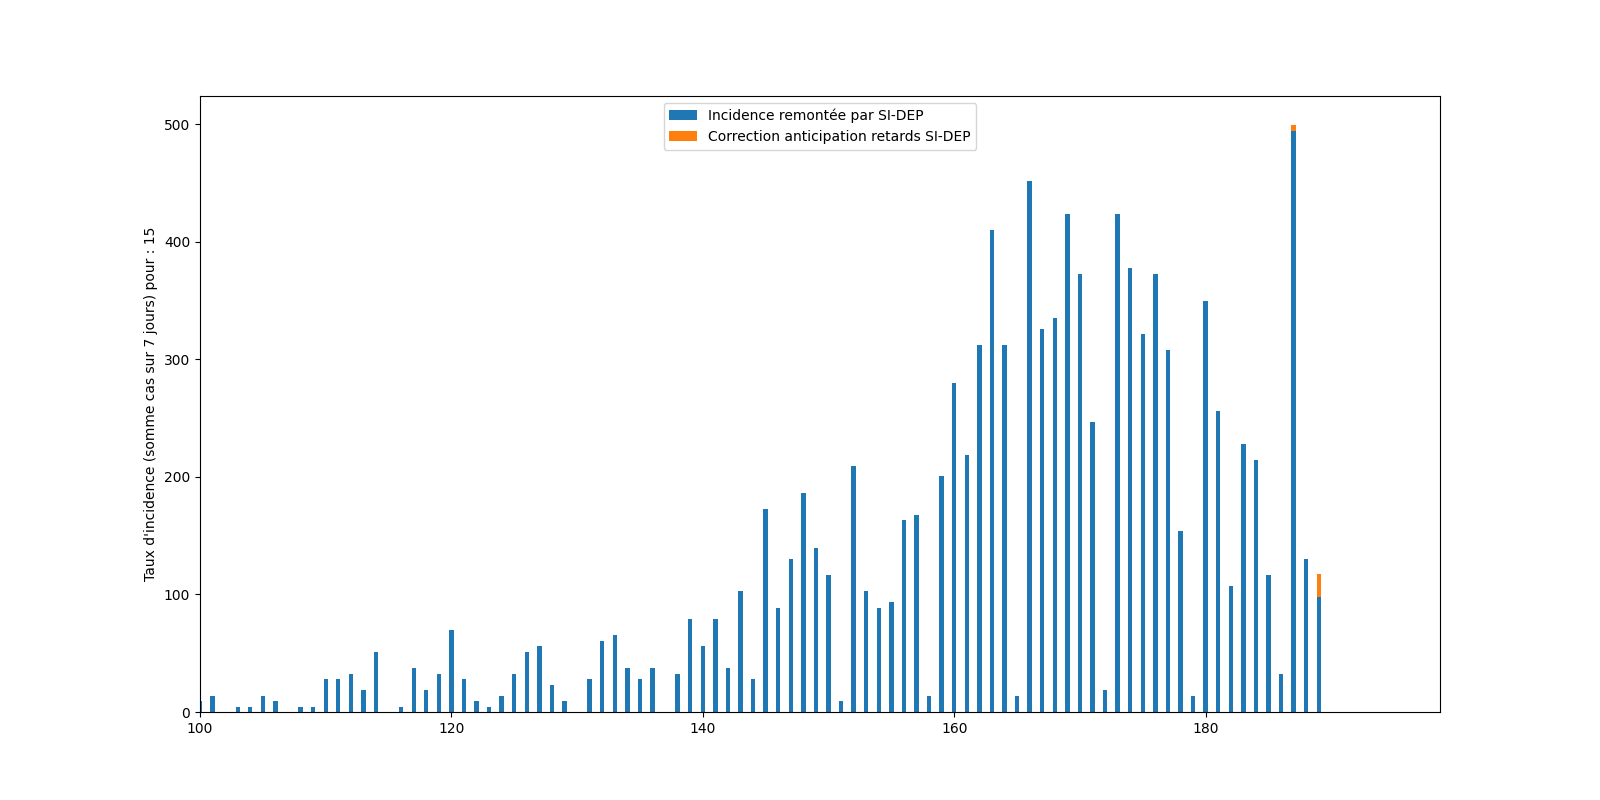 Incidence remontée par SI-DEP
Correction anticipation retards SI-DEP
Taux d'incidence (somme cas sur 7 jours) pour : 15
500
400
300
200
100
0
100 120 140 160 180